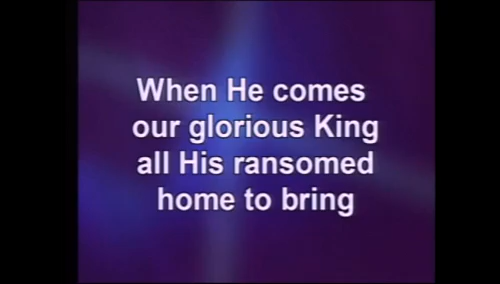 When He comes
our glorious King
all His ransomed
home to bring